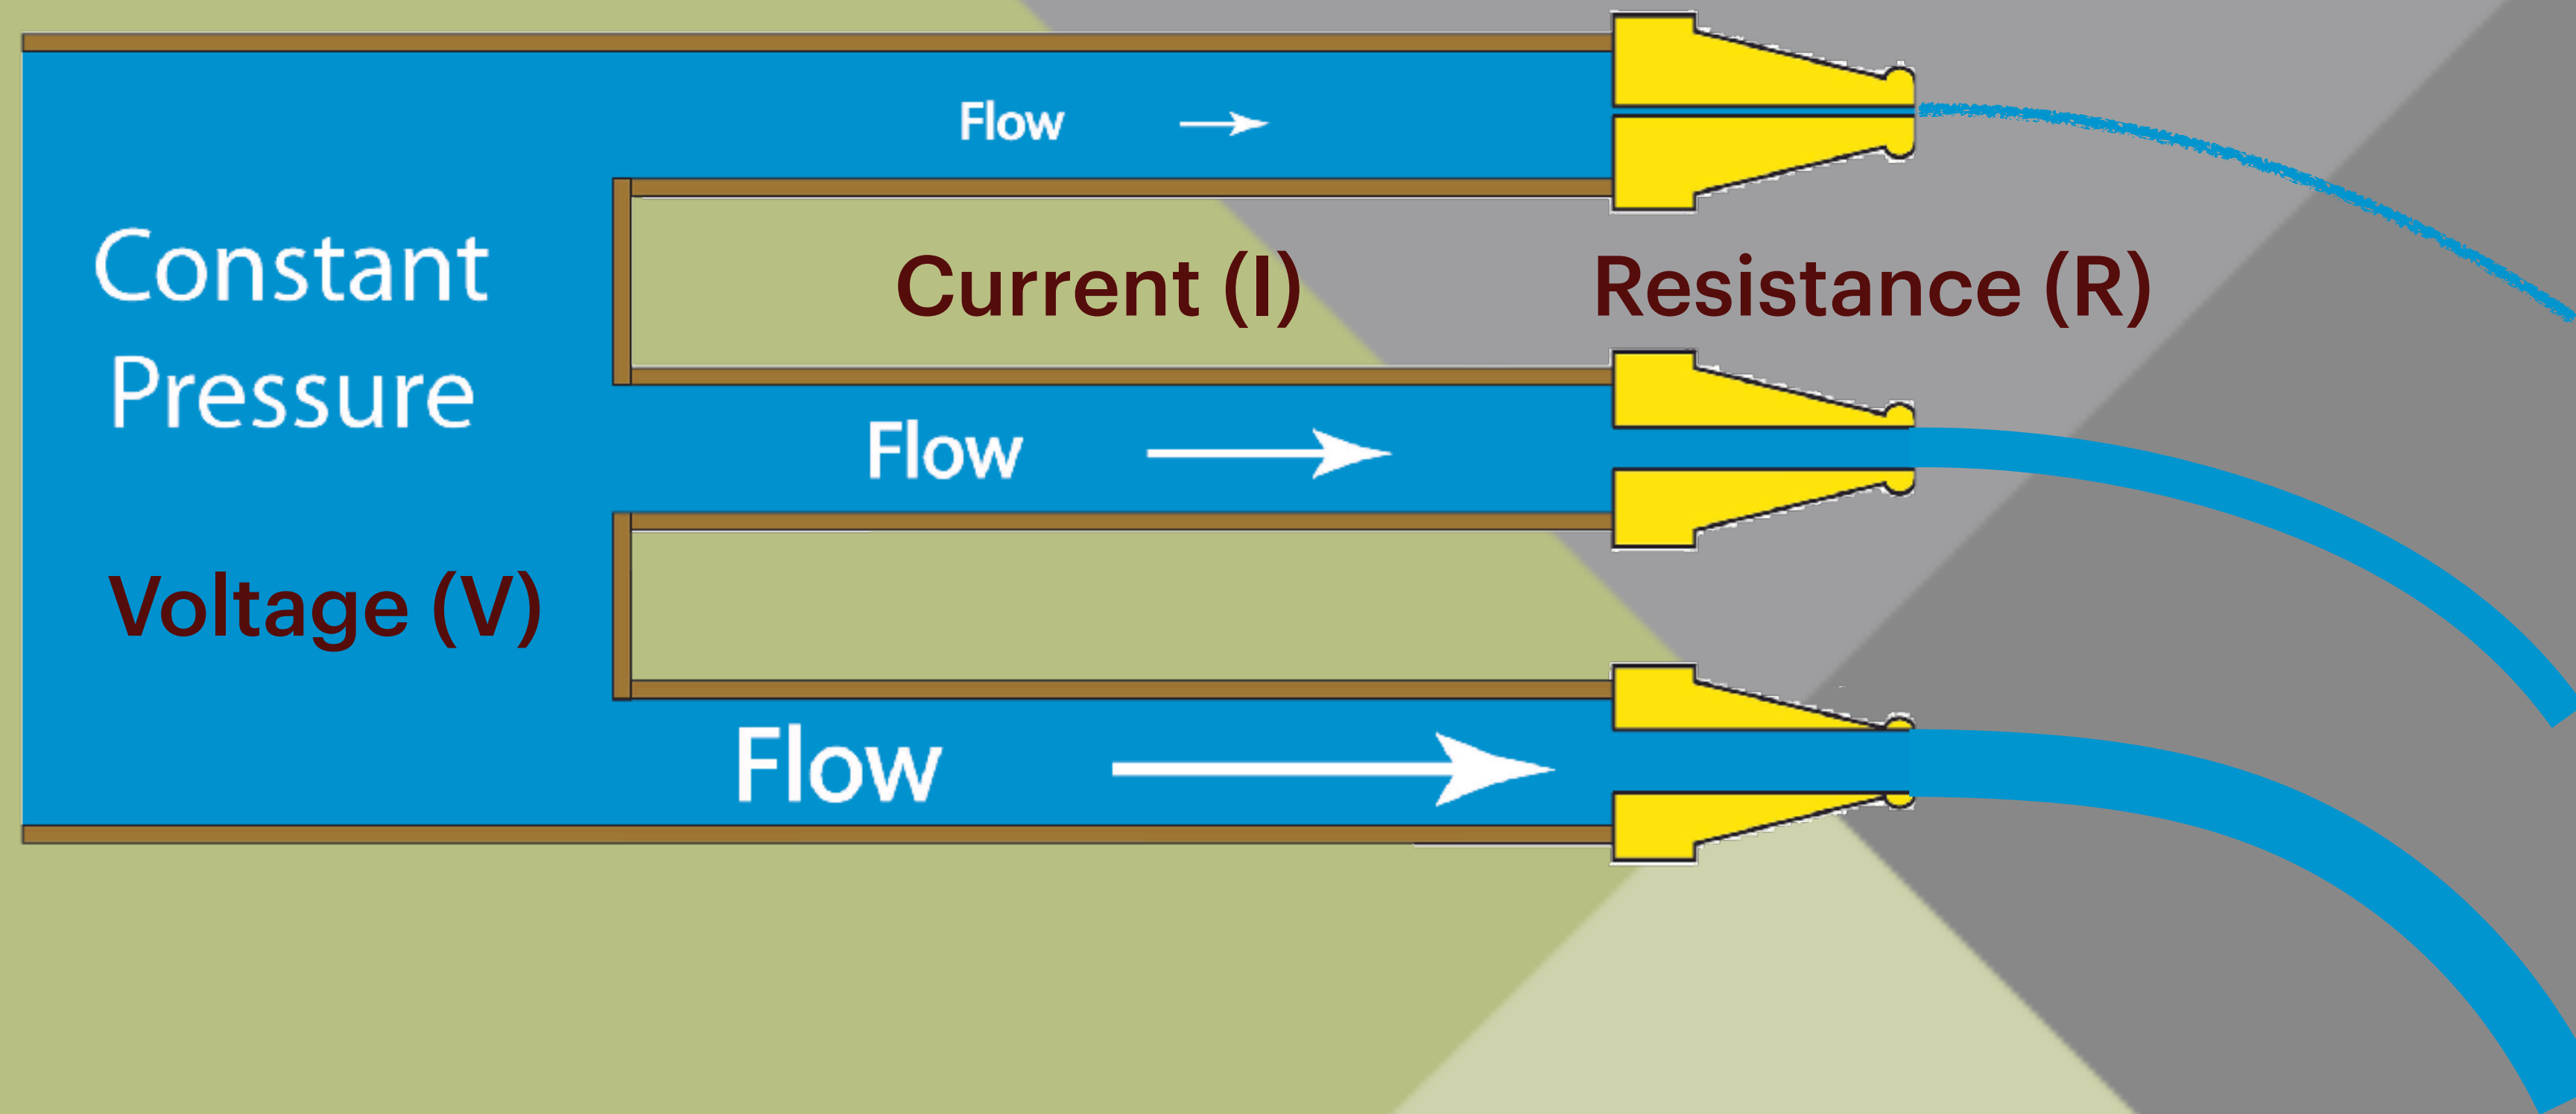 Flow
Constant
Pressure
Current (I)
Resistance (R)
Flow
Voltage (V)
Flow